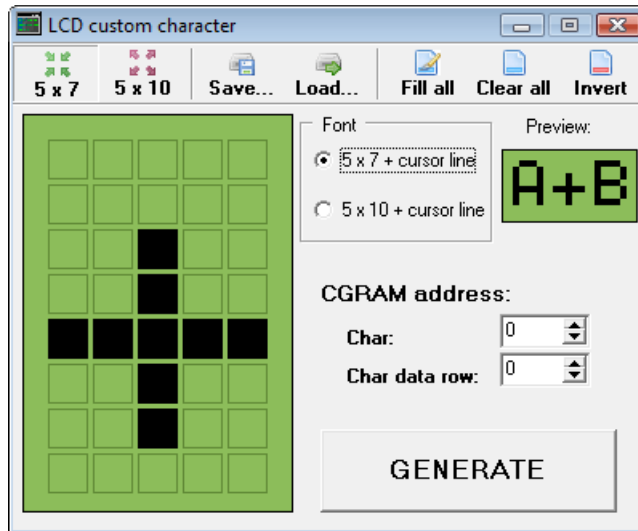 LCD custom character
5 x 7 5 x 10 Save... Load... Fill all Clear all Invert
Font
5 x 7 + cursor line
5 x 10 + cursor line
Preview:
A+B
CGRAM address:
Char: 0
Char data row: 0
GENERATE